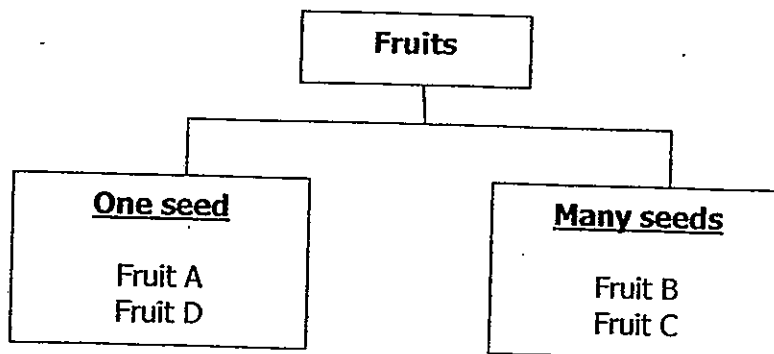 Fruits
One seed
Fruit A
Fruit D
Many seeds
Fruit B
Fruit C